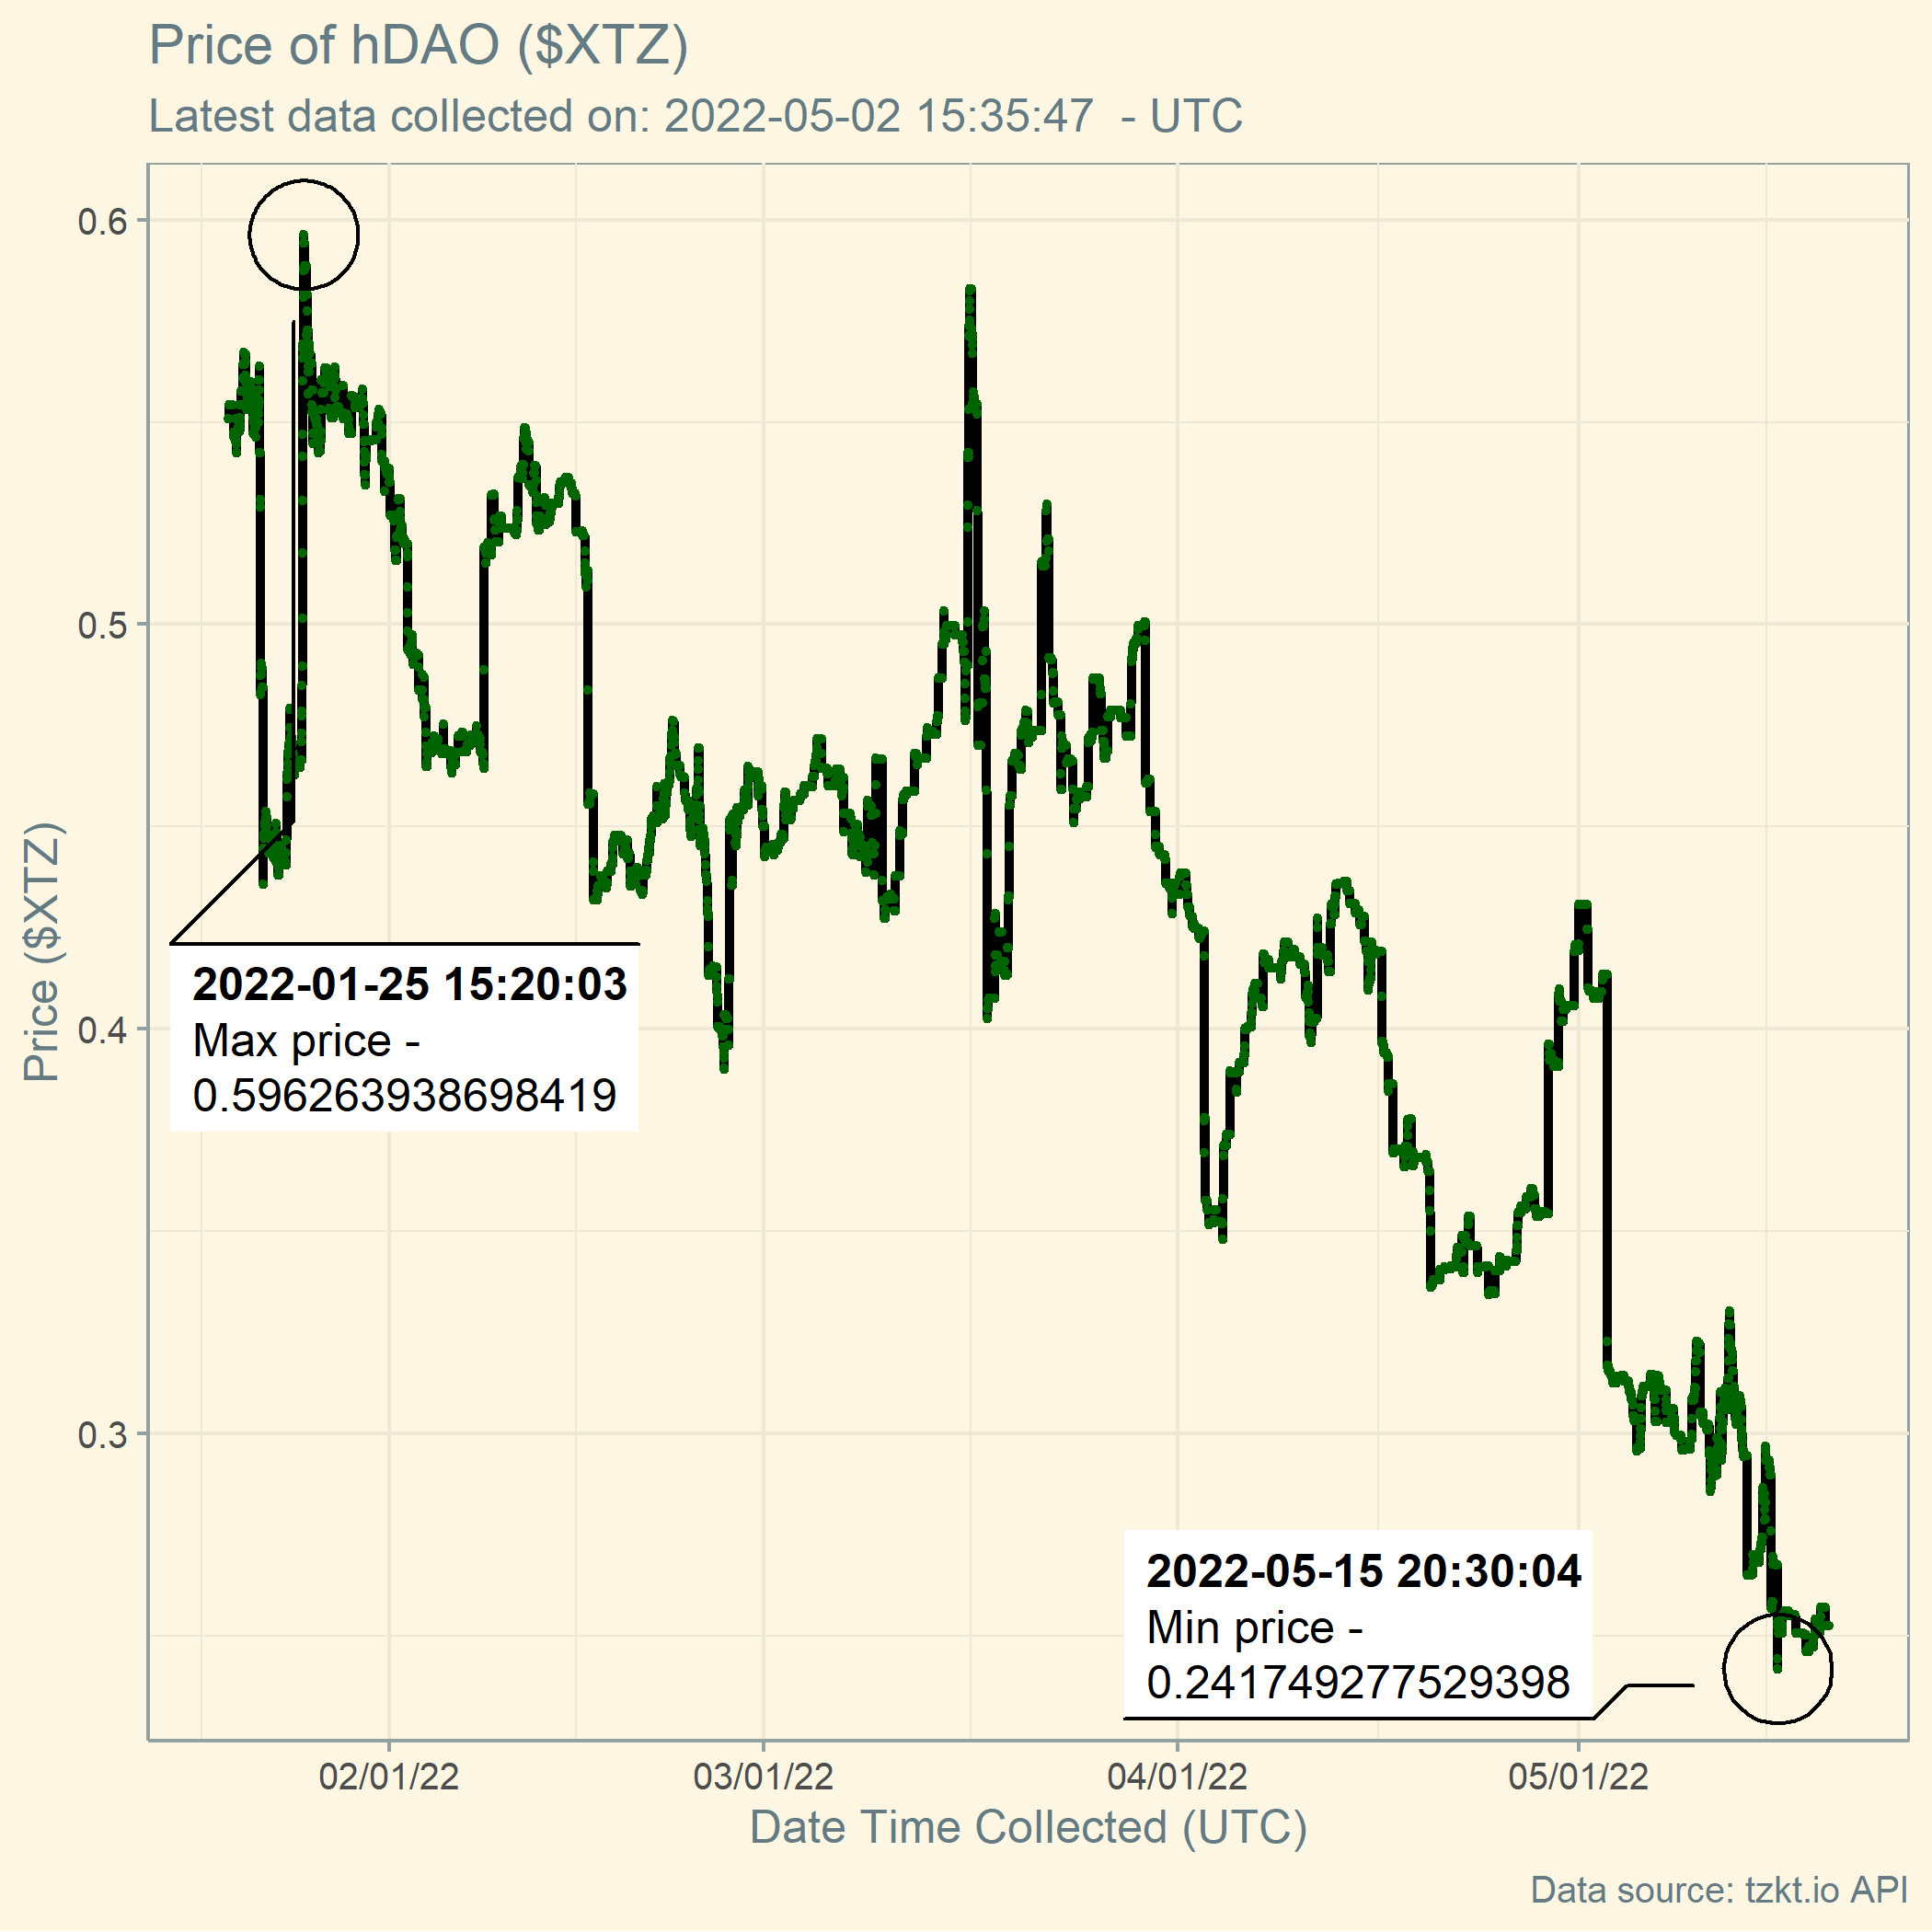 Price of hDAO ($XTZ)
Latest data collected on: 2022-05-02 15:35:47  - UTC
Price ($XTZ)
0.6
0.5
0.4
0.3
2022-01-25 15:20:03
Max price -
0.596263938698419
2022-05-15 20:30:04
Min price -
0.241749277529398
02/01/22
03/01/22
04/01/22
05/01/22
Date Time Collected (UTC)
Data source: tzkt.io API